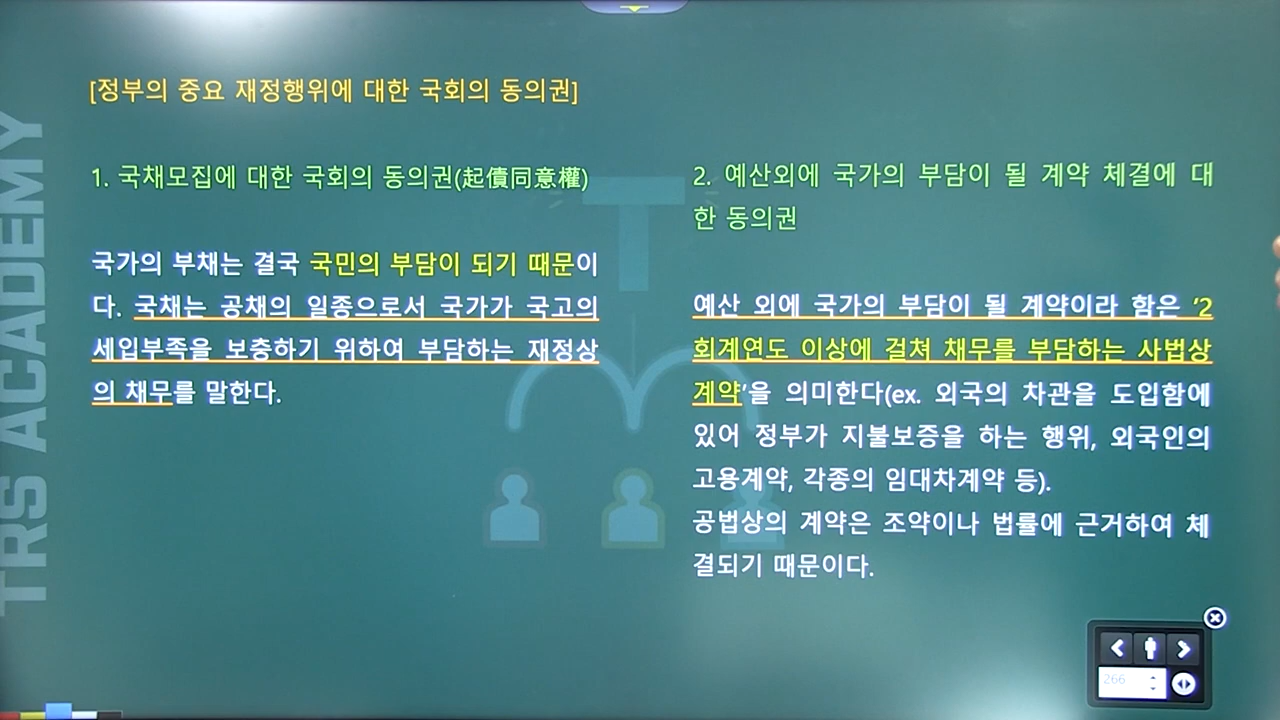 [정부의 중요 재정행위에 대한 국회의 동의권]
1. 국채모집에 대한 국회의 동의권(起債同意權)
국가의 부채는 결국 국민의 부담이 되기 때문이
다. 국채는 공채의 일종으로서 국가가 국고의
세입부족을 보충하기 위하여 부담하는 재정상
의 채무를 말한다.
2. 예산외에 국가의 부담이 될 계약 체결에 대
한 동의권
예산 외에 국가의 부담이 될 계약이라 함은 '2
회계연도 이상에 걸쳐 채무를 부담하는 사법상
계약'을 의미한다(ex. 외국의 차관을 도입함에
있어 정부가 지불보증을 하는 행위, 외국인의
고용계약, 각종의 임대차계약 등).
공법상의 계약은 조약이나 법률에 근거하여 체
결되기 때문이다.
TRS ACADEMY
266